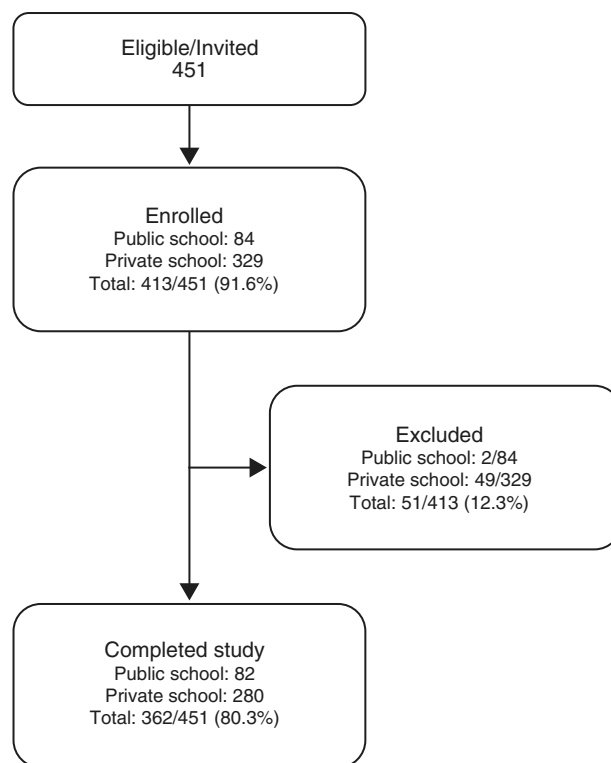 Eligible/Invited
451
Enrolled
Public school: 84
Private school: 329
Total: 413/451 (91.6%)
Excluded
Public school: 2/84
Private school: 49/329
Total: 51/413 (12.3%)
Completed study
Public school: 82
Private school: 280
Total: 362/451 (80.3%)